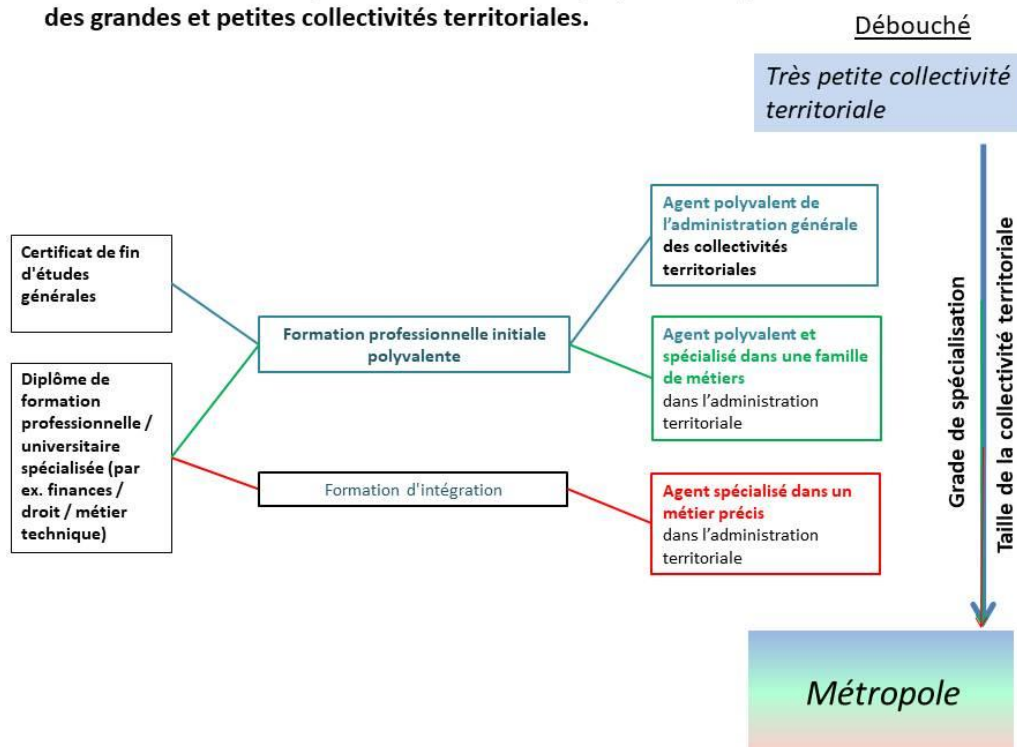 des grandes et petites collectivités territoriales.
Débouché
Très petite collectivité
territoriale
Certificat de fin
d'études
générales
Diplôme de
formation
professionnelle /
universitaire
spécialisée (par
ex. finances /
droit / métier
technique)
Formation professionnelle initiale
polyvalente
Formation d'intégration
Agent polyvalent de
l’administration générale
des collectivités
territoriales
Agent polyvalent et
spécialisé dans une famille
de métiers
dans l’administration
territoriale
Agent spécialisé dans un
métier précis
dans l’administration
territoriale
Grade de spécialisation
Taille de la collectivité territoriale
Métropole